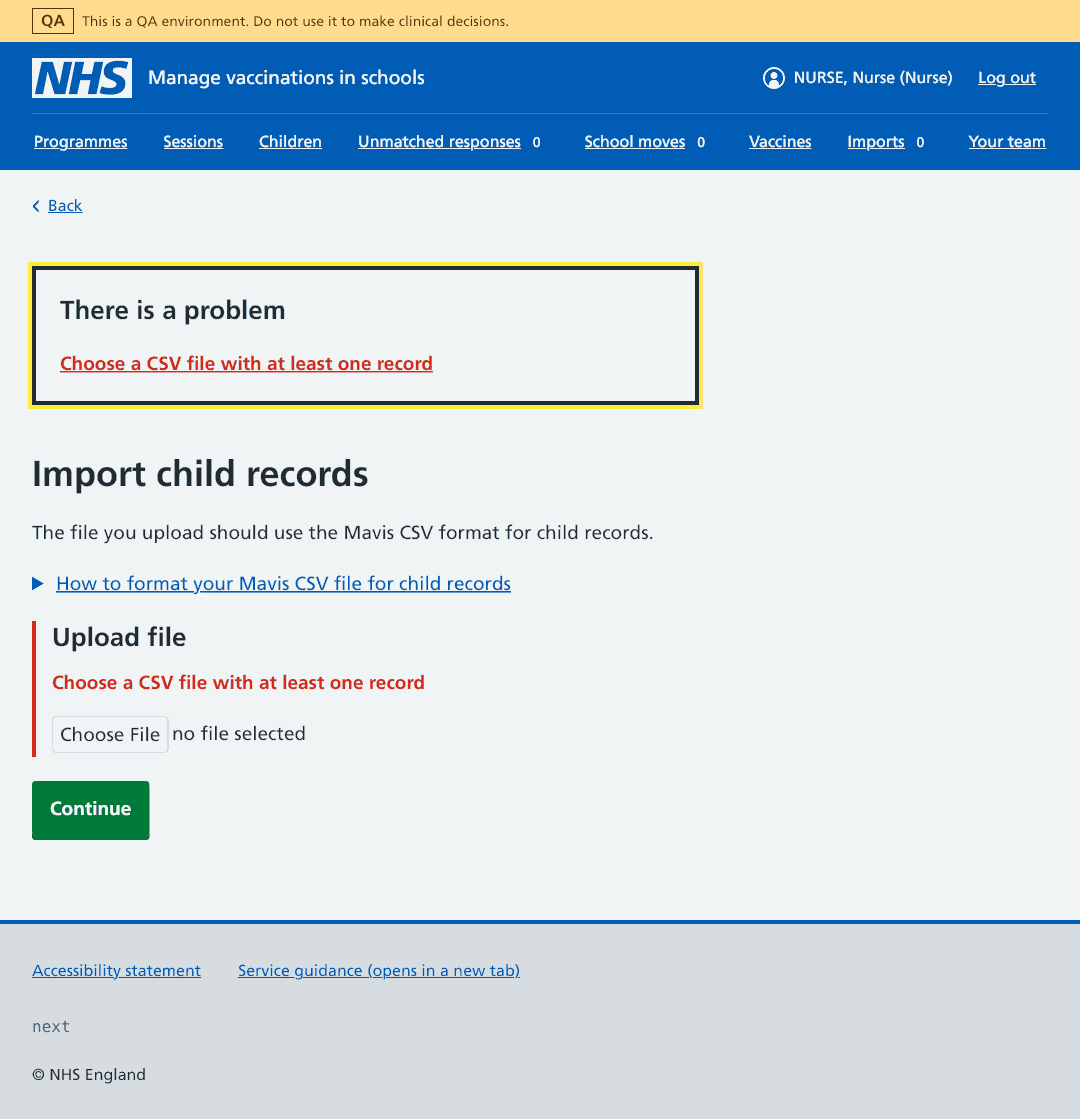 QA This is a QA environment. Do not use it to make clinical decisions.
NHS Manage vaccinations in schools NURSE, Nurse (Nurse) Log out
Programmes Sessions Children Unmatched responses 0 School moves 0 Vaccines Imports 0 Your team
Back
There is a problem
Choose a CSV file with at least one record
Import child records
The file you upload should use the Mavis CSV format for child records.
How to format your Mavis CSV file for child records
Upload file
Choose a CSV file with at least one record
Choose File no file selected
Continue
Accessibility statement Service guidance (opens in a new tab)
next
© NHS England